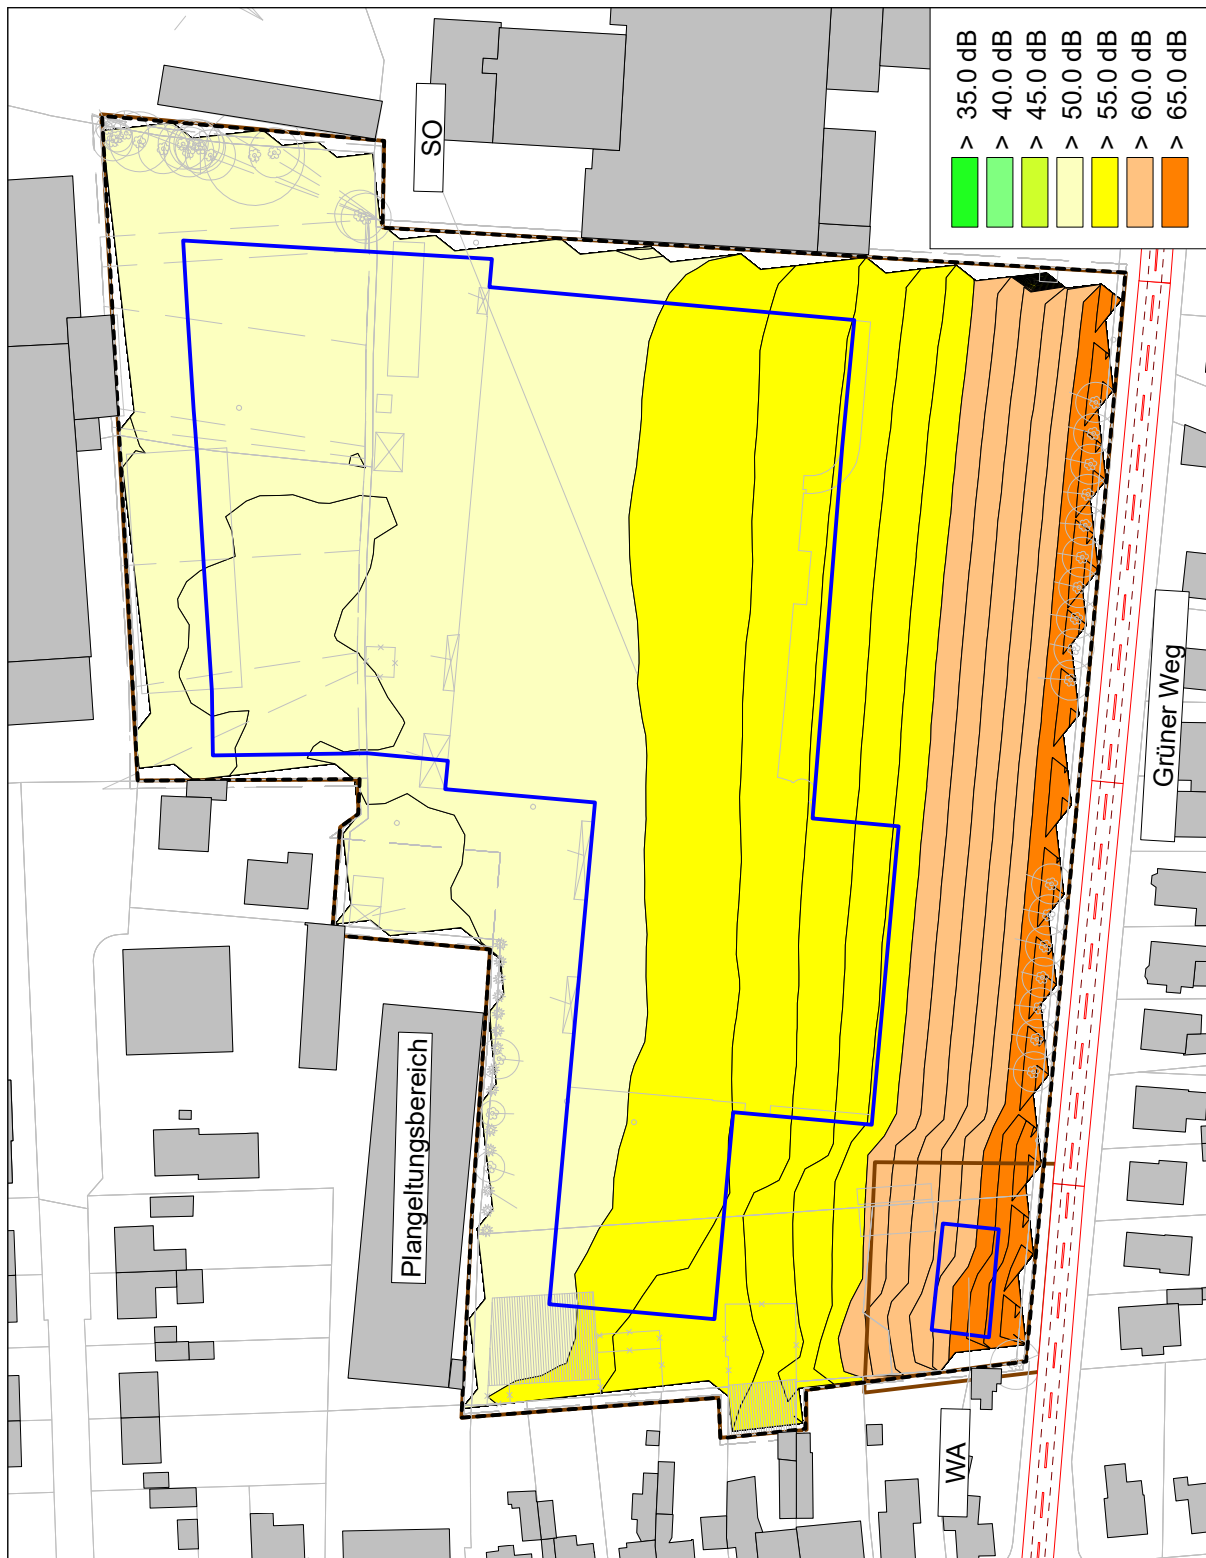 SO
> 35.0 dB
> 40.0 dB
> 45.0 dB
> 50.0 dB
> 55.0 dB
> 60.0 dB
> 65.0 dB
Plangeltungsbereich
Grüner Weg
WA